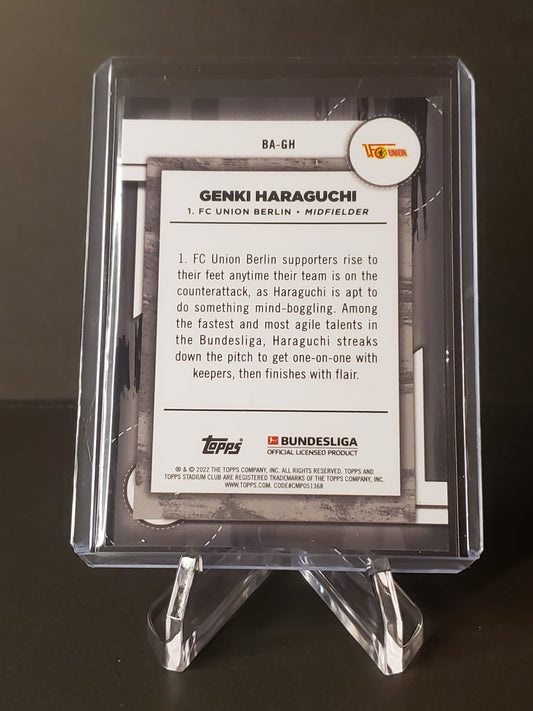 BA-GH
UNION
GENKI HARAGUCHI
1. FC UNION BERLIN • MIDFIELDER
1. FC Union Berlin supporters rise to
their feet anytime their team is on the
counterattack, as Haraguchi is apt to
do something mind-boggling. Among
the fastest and most agile talents in
the Bundesliga, Haraguchi streaks
down the pitch to get one-on-one with
keepers, then finishes with flair.
TOPPS
BUNDESLIGA
OFFICIAL LICENSED PRODUCT
® & © 2022 THE TOPPS COMPANY, INC. ALL RIGHTS RESERVED. TOPPS AND
TOPPS STADIUM CLUB ARE REGISTERED TRADEMARKS OF THE TOPPS COMPANY, INC.
WWW.TOPPS.COM. CODE#CMP051368